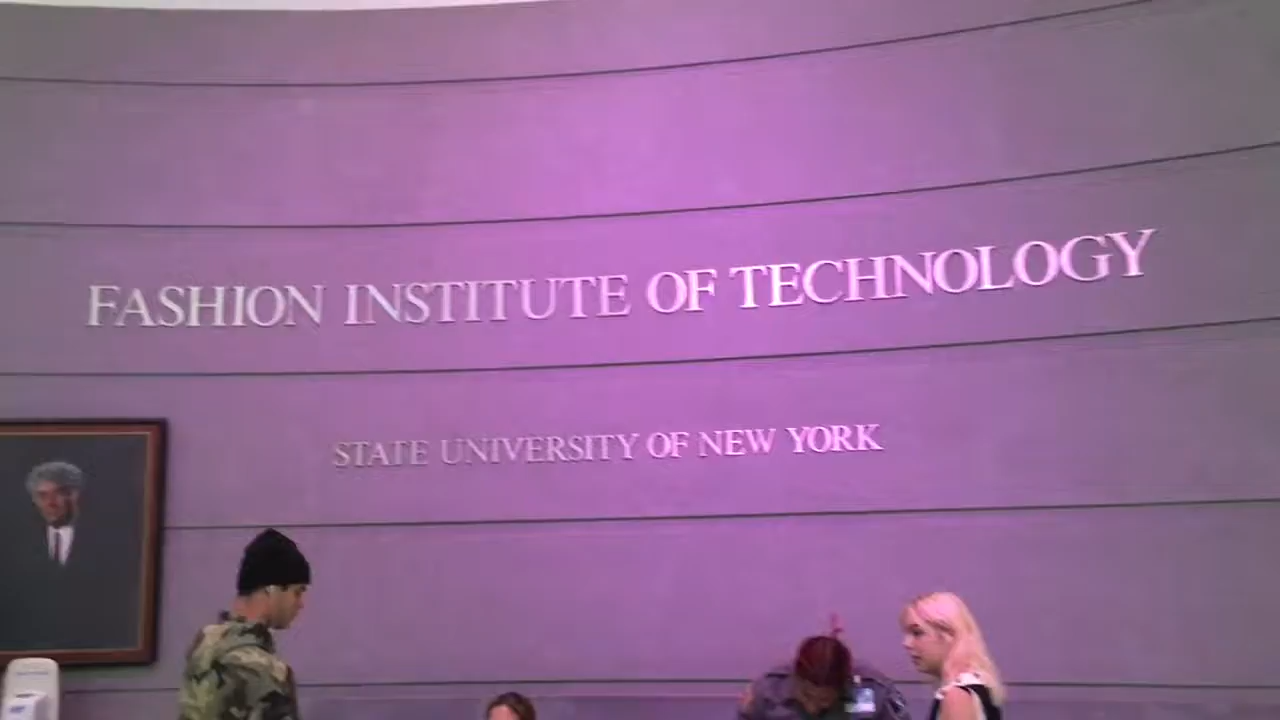 FASHION INSTITUTE OF TECHNOLOGY
STATE UNIVERSITY OF NEW YORK